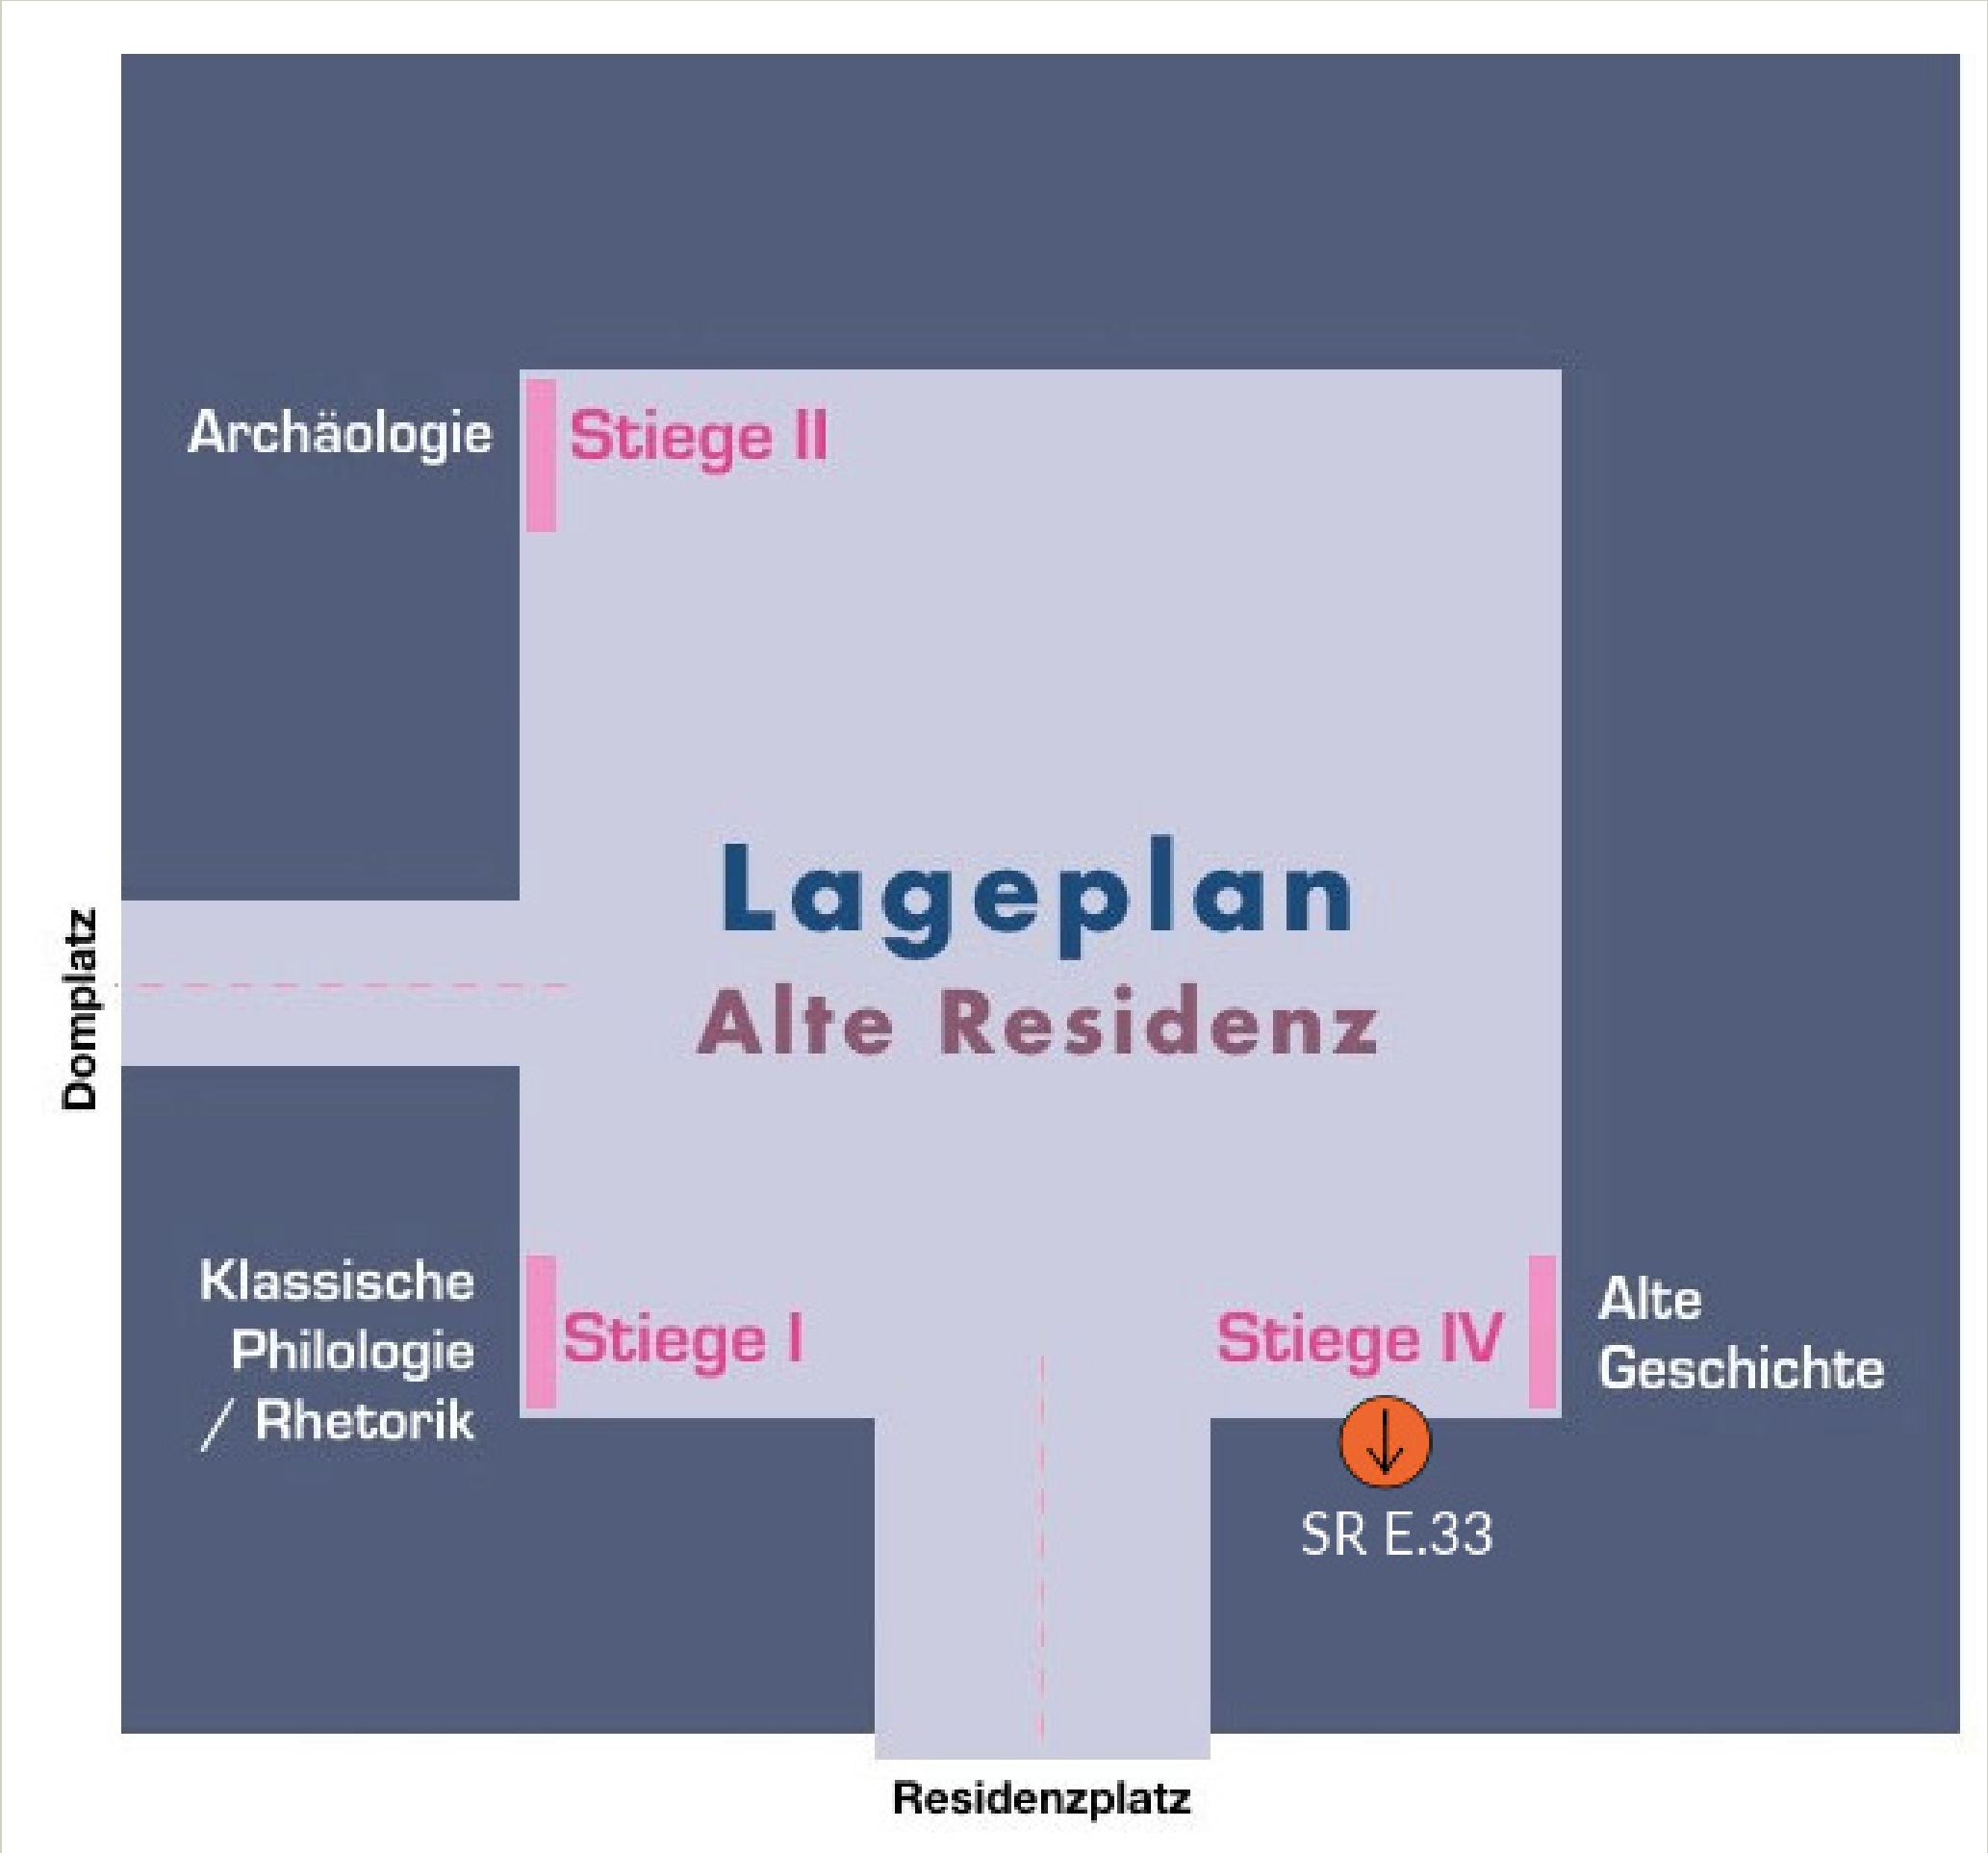 Archäologie
Stiege II
Lageplan
Alte Residenz
Domplatz
Klassische
Philologie
/ Rhetorik
Stiege I
Stiege IV
Alte
Geschichte
SR E.33
Residenzplatz